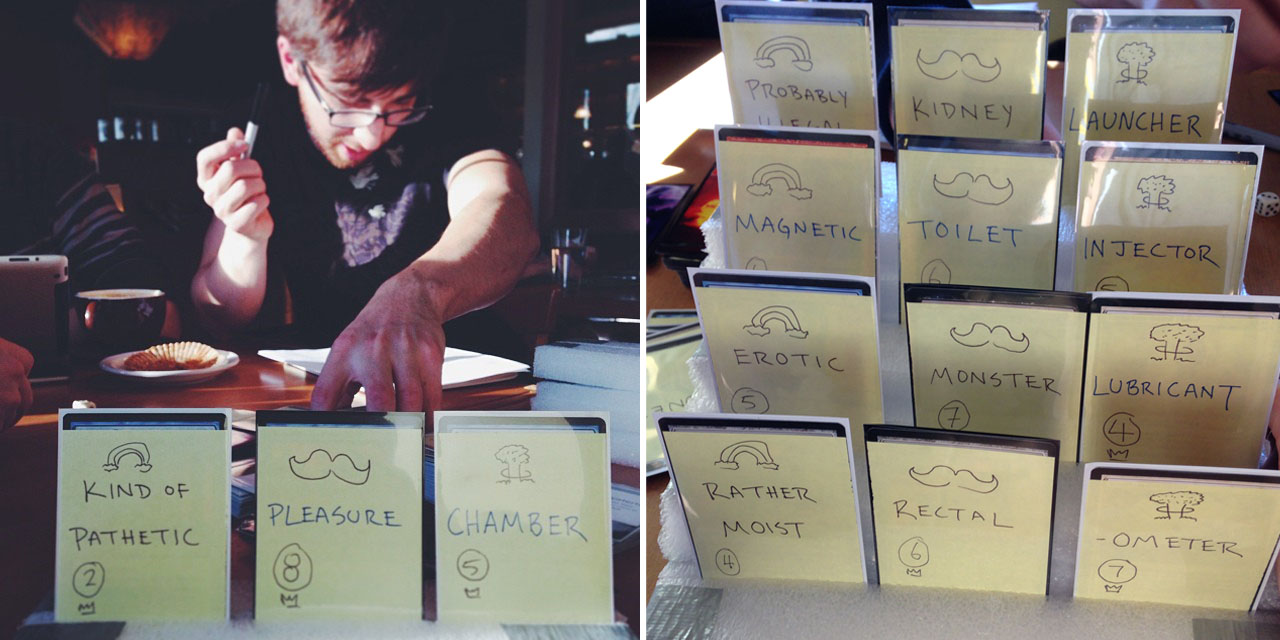 KIND OF
PATHETIC
2
PLEASURE
8
CHAMBER
5
PROBABLY
ILLEGAL
KIDNEY
LAUNCHER
MAGNETIC
TOILET
6
INJECTOR
EROTIC
5
MONSTER
7
LUBRICANT
4
RATHER
MOIST
4
RECTAL
6
-OMETER
7